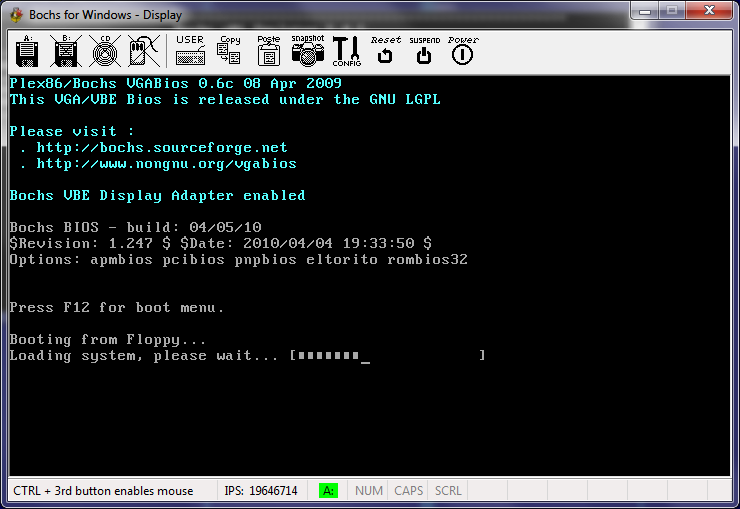 Bochs for Windows - Display
A: B: CD USER Copy Paste snapshot CONFIG Reset SUSPEND Power
Plex86/Bochs VGABios 0.6c 08 Apr 2009
This VGA/VBE Bios is released under the GNU LGPL
Please visit :
. http://bochs.sourceforge.net
. http://www.nongnu.org/vgabios
Bochs VBE Display Adapter enabled
Bochs BIOS - build: 04/05/10
$Revision: 1.247 $ $Date: 2010/04/04 19:33:50 $
Options: apmbios pcibios pnpbios eltorito rombios32
Press F12 for boot menu.
Booting from Floppy...
Loading system, please wait... [■■■■■■■_ ]
CTRL + 3rd button enables mouse IPS: 19646714 A: NUM CAPS SCRL